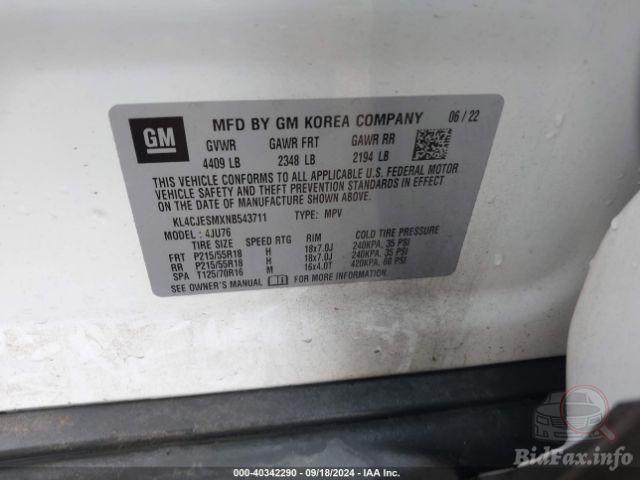 GM
MFD BY GM KOREA COMPANY 06 / 22
GVWR GAWR FRT GAWR RR
4409 LB 2348 LB 2194 LB
THIS VEHICLE CONFORMS TO ALL APPLICABLE U.S. FEDERAL MOTOR
VEHICLE SAFETY AND THEFT PREVENTION STANDARDS IN EFFECT
ON THE DATE OF MANUFACTURE SHOWN ABOVE.
KL4CJESMXNB543711 TYPE: MPV
MODEL: 4JU76
TIRE SIZE SPEED RTG RIM COLD TIRE PRESSURE
FRT P215/55R18 H 18x7.0J 240KPA, 35 PSI
RR P215/55R18 H 18x7.0J 240KPA, 35 PSI
SPA T125/70R16 M 16x4.0T 420KPA, 60 PSI
SEE OWNER'S MANUAL FOR MORE INFORMATION.
BidFax.info
000-40342290 - 09/18/2024 - IAA Inc.